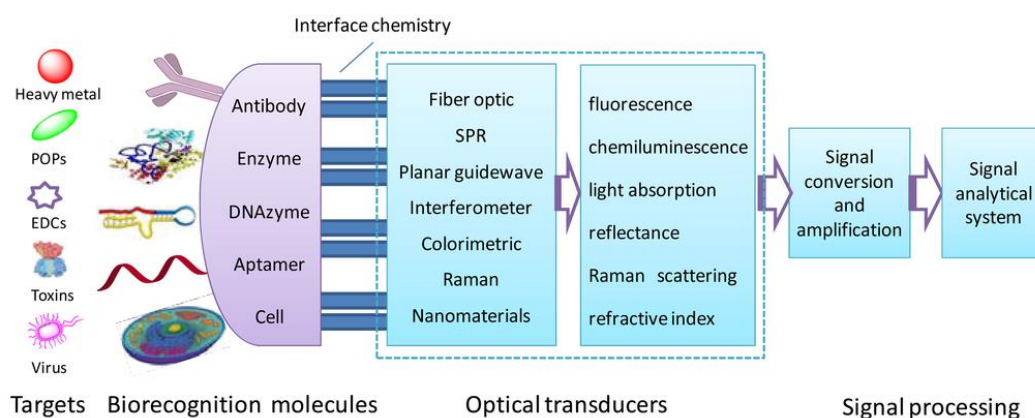 Interface chemistry
Heavy metal
POPs
EDCs
Toxins
Virus
Antibody
Enzyme
DNAzyme
Aptamer
Cell
Fiber optic
SPR
Planar guidewave
Interferometer
Colorimetric
Raman
Nanomaterials
fluorescence
chemiluminescence
light absorption
reflectance
Raman scattering
refractive index
Signal
conversion
and
amplification
Signal
analytical
system
Targets
Biorecognition molecules
Optical transducers
Signal processing